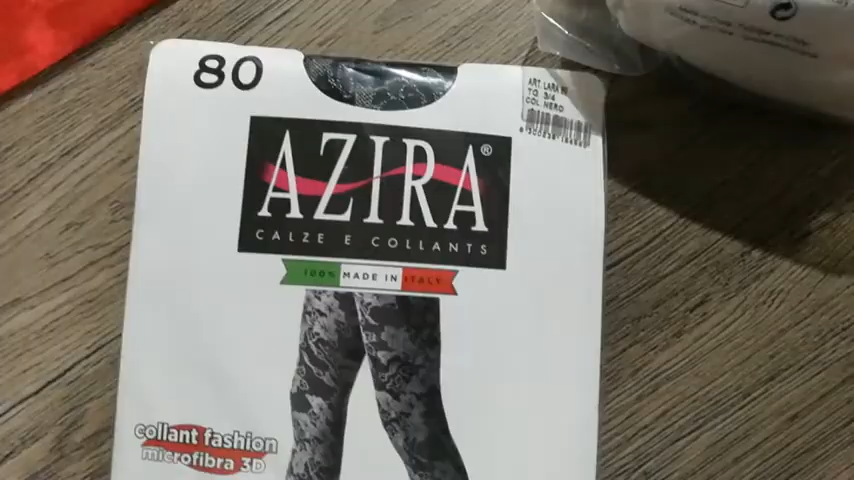 80
ART. LARA 80
TG. 3/4
COL. NERO
AZIRA®
CALZE E COLLANTS
100% MADE IN ITALY
collant fashion
microfibra 3D